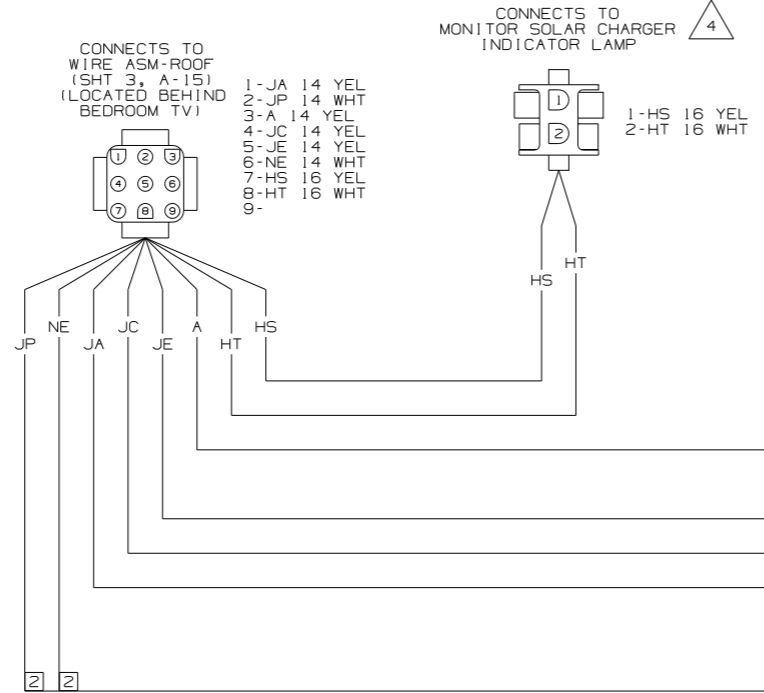 CONNECTS TO
WIRE ASM-ROOF
(SHT 3, A-15)
(LOCATED BEHIND
BEDROOM TV)
1-JA 14 YEL
2-JP 14 WHT
3-A 14 YEL
4-JC 14 YEL
5-JE 14 YEL
6-NE 14 WHT
7-HS 16 YEL
8-HT 16 WHT
9-
1 2 3
4 5 6
7 8 9
CONNECTS TO
MONITOR SOLAR CHARGER
INDICATOR LAMP
4
1
2
1-HS 16 YEL
2-HT 16 WHT
HS
HT
JP
NE
JA
JC
JE
A
HT
HS
2 2